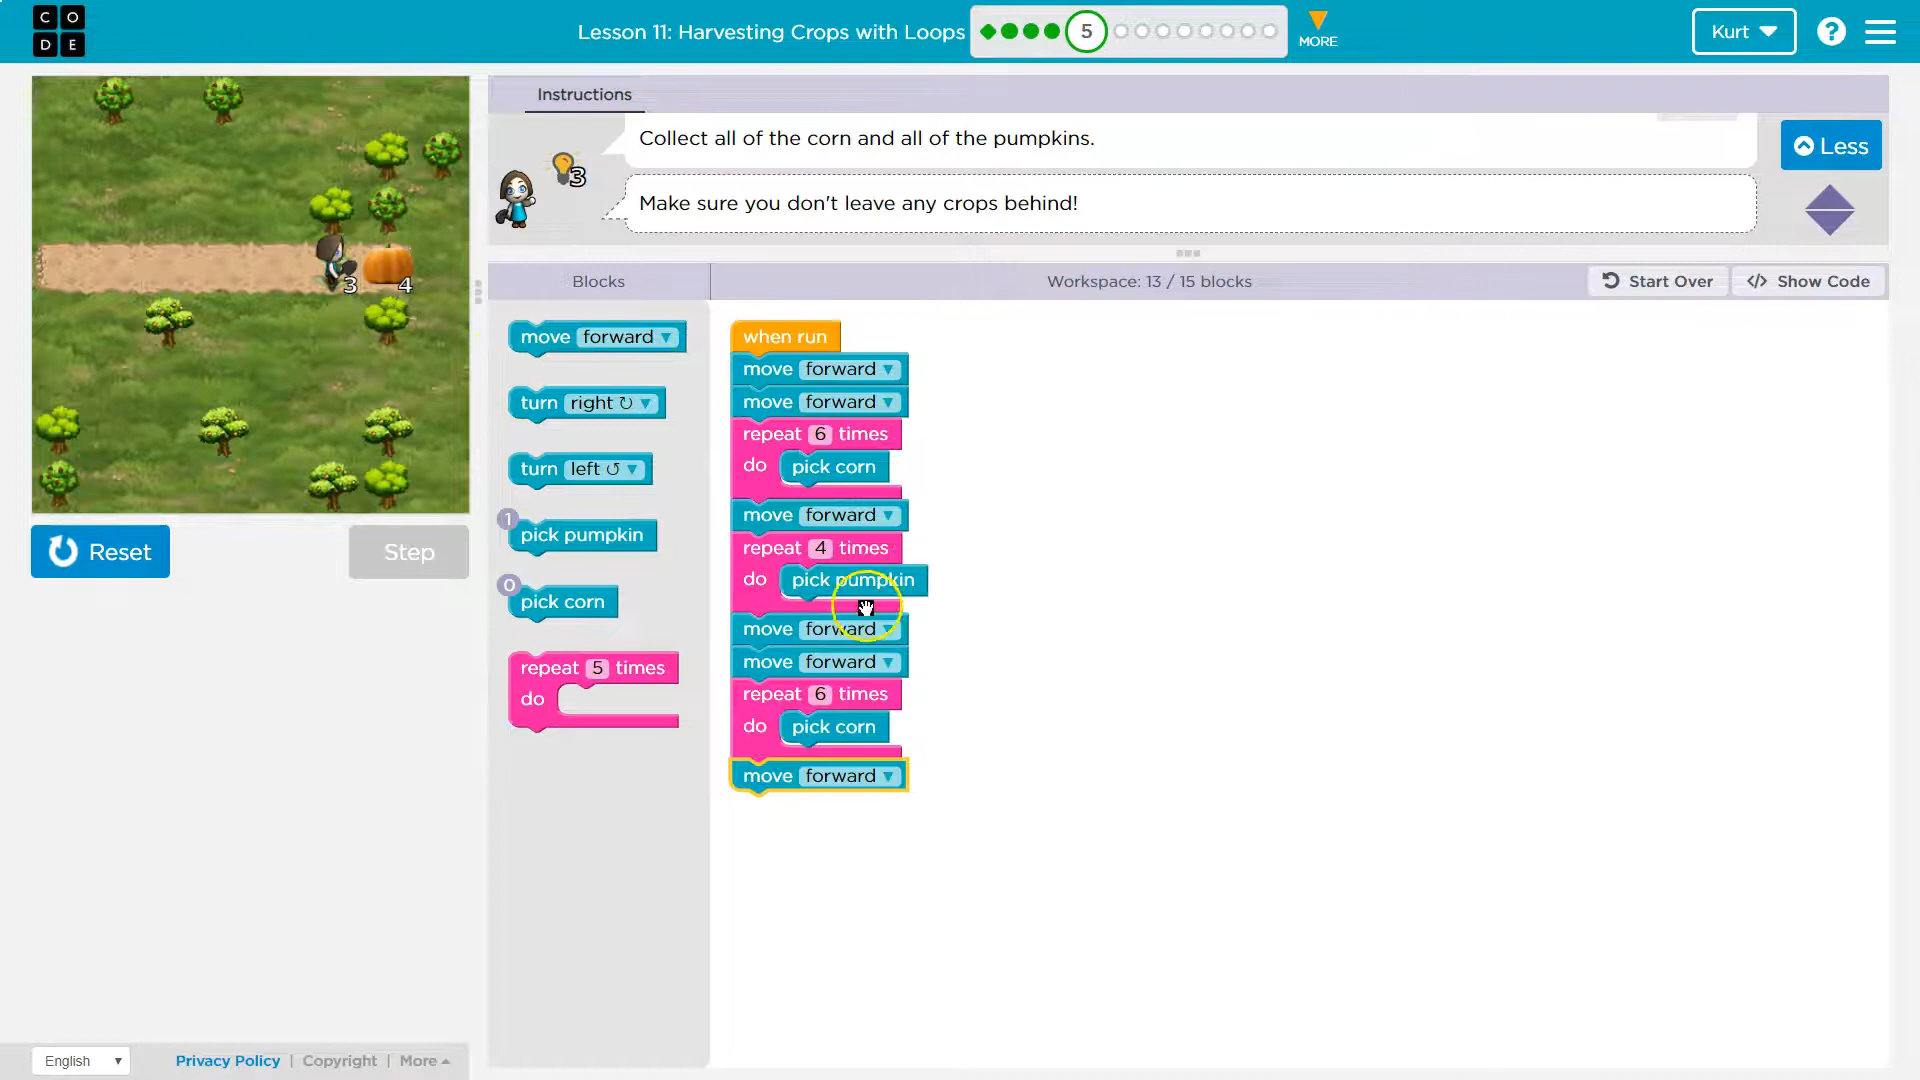 C O
D E
Lesson 11: Harvesting Crops with Loops
5
MORE
Kurt
?
Instructions
Collect all of the corn and all of the pumpkins.
3
Make sure you don't leave any crops behind!
Less
3
4
Reset
Step
Blocks
Workspace: 13 / 15 blocks
Start Over
</> Show Code
move forward
turn right
turn left
1
pick pumpkin
0
pick corn
repeat 5 times
do
when run
move forward
move forward
repeat 6 times
do pick corn
move forward
repeat 4 times
do pick pumpkin
move forward
move forward
repeat 6 times
do pick corn
move forward
English
Privacy Policy | Copyright | More